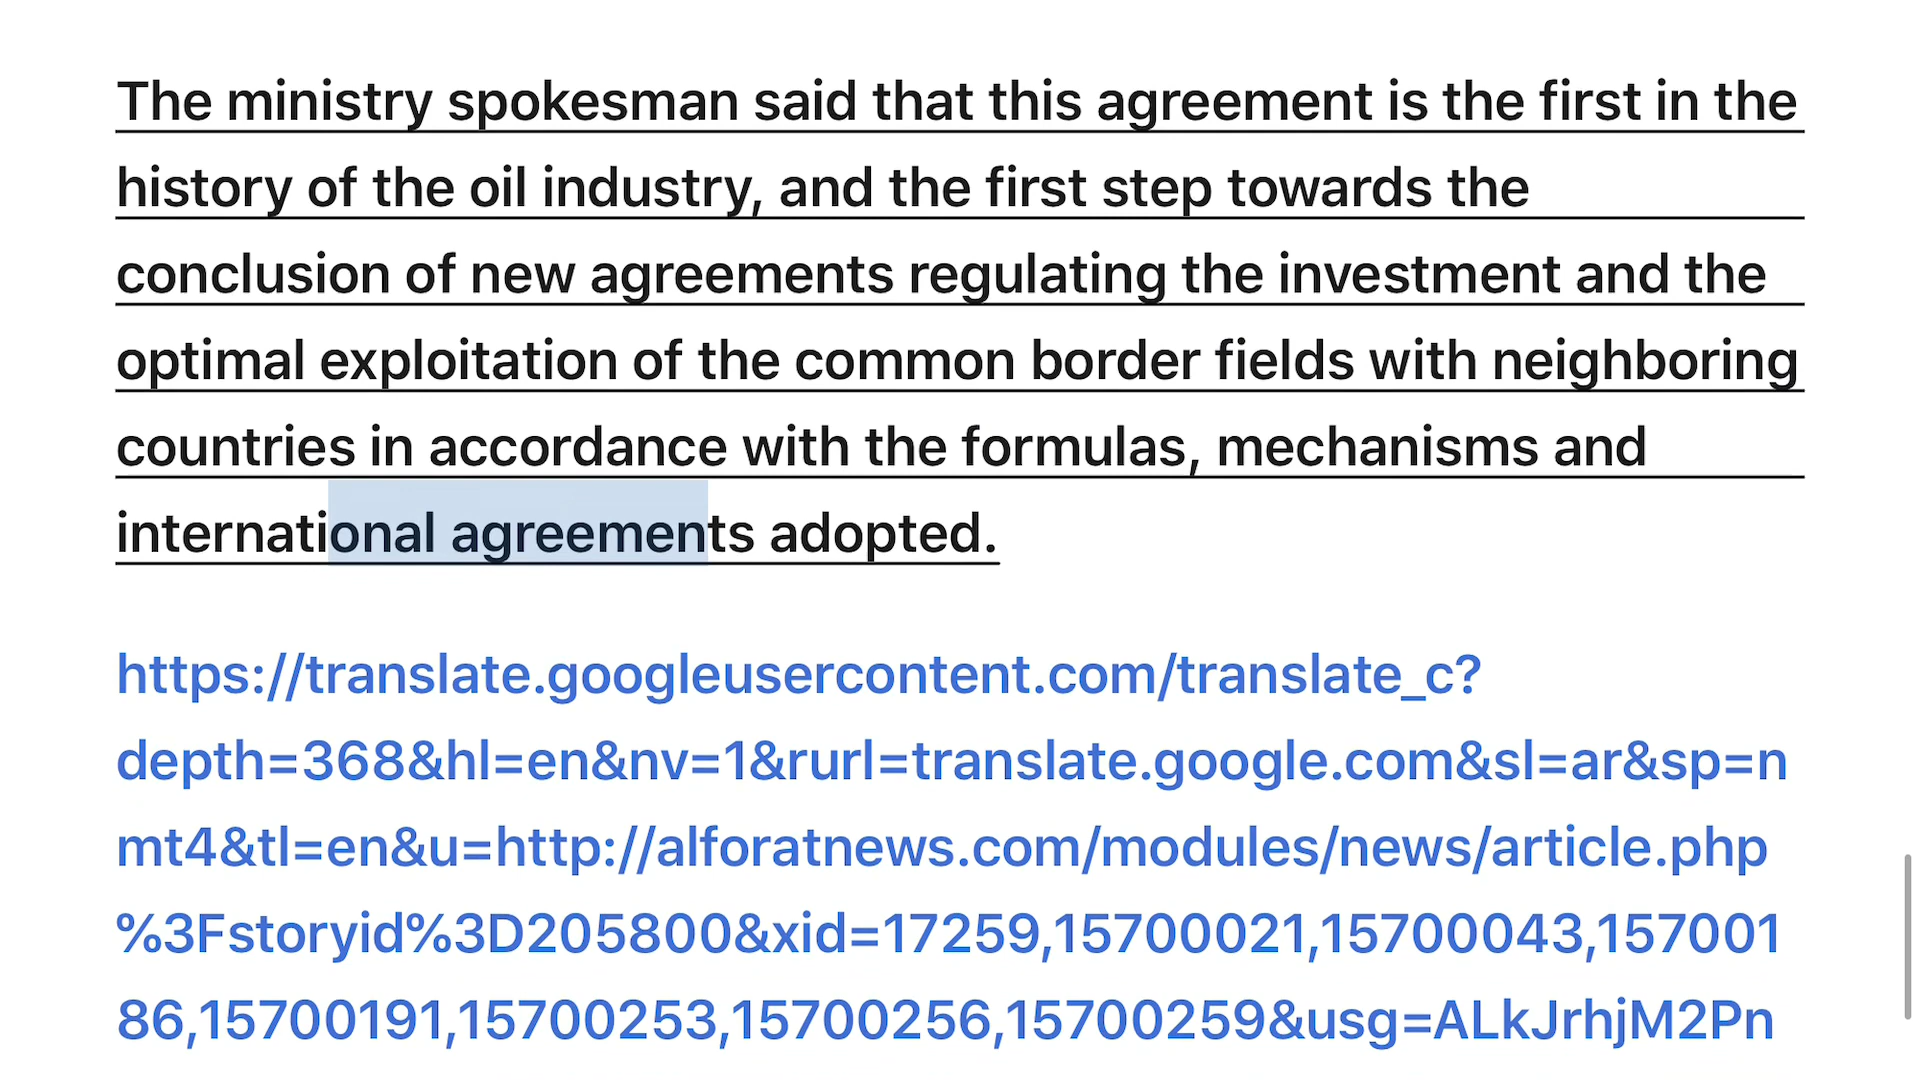 The ministry spokesman said that this agreement is the first in the
history of the oil industry, and the first step towards the
conclusion of new agreements regulating the investment and the
optimal exploitation of the common border fields with neighboring
countries in accordance with the formulas, mechanisms and
international agreements adopted.
https://translate.googleusercontent.com/translate_c?
depth=368&hl=en&nv=1&rurl=translate.google.com&sl=ar&sp=n
mt4&tl=en&u=http://alforatnews.com/modules/news/article.php
%3Fstoryid%3D205800&xid=17259,15700021,15700043,157001
86,15700191,15700253,15700256,15700259&usg=ALkJrhjM2Pn